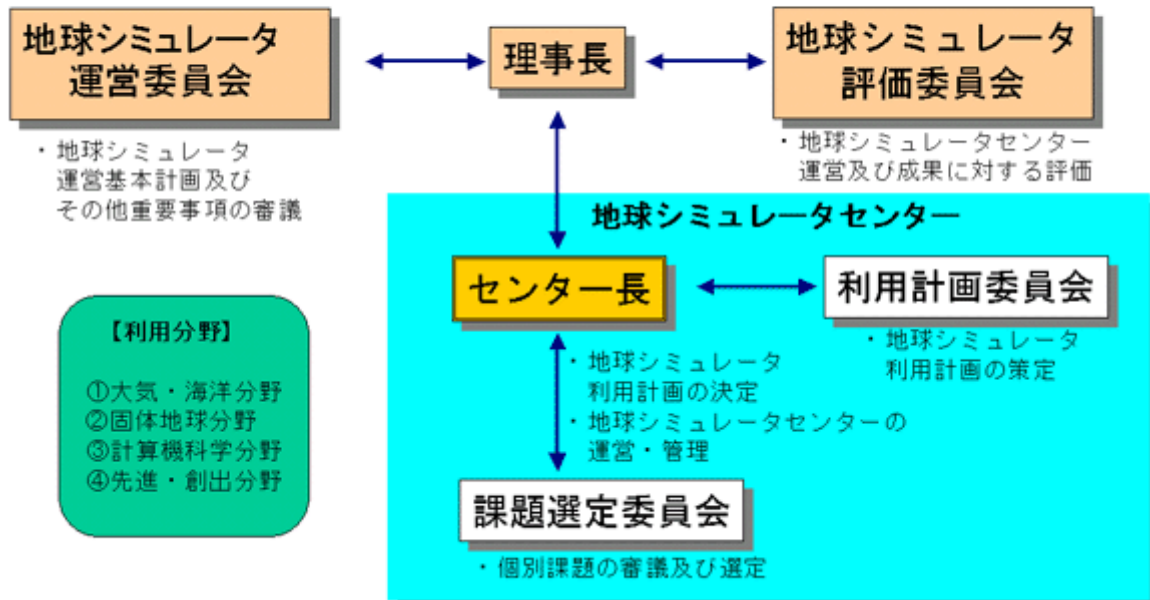 地球シミュレータ
運営委員会
理事長
地球シミュレータ
評価委員会
・地球シミュレータ
運営基本計画及び
その他重要事項の審議
・地球シミュレータセンター
運営及び成果に対する評価
地球シミュレータセンター
センター長
利用計画委員会
・地球シミュレータ
利用計画の策定
・地球シミュレータ
利用計画の決定
・地球シミュレータセンターの
運営・管理
課題選定委員会
・個別課題の審議及び選定
【利用分野】
①大気・海洋分野
②固体地球分野
③計算機科学分野
④先進・創出分野